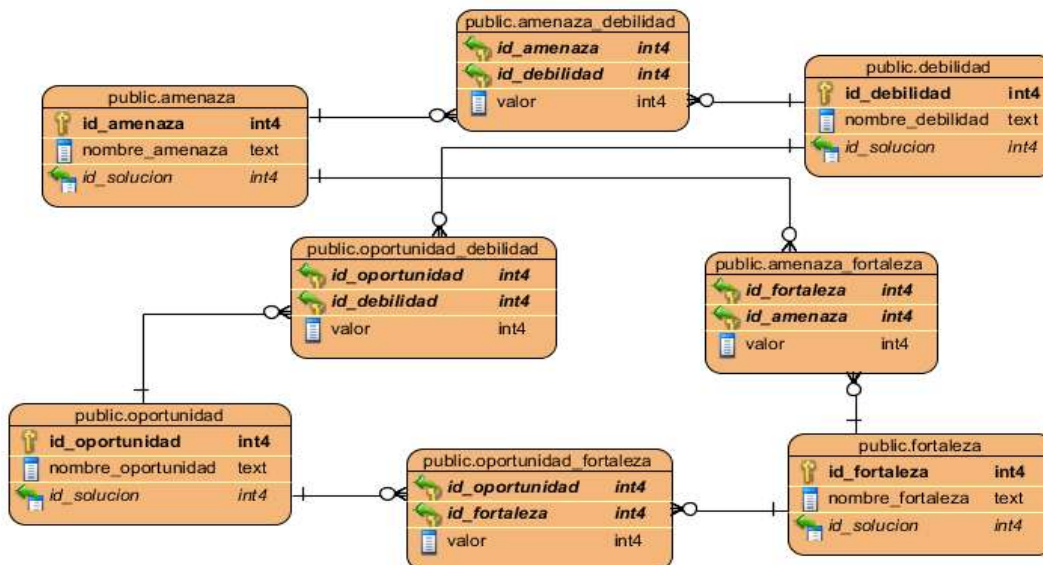 public.amenaza_debilidad
id_amenaza int4
id_debilidad int4
valor int4
public.debilidad
id_debilidad int4
nombre_debilidad text
id_solucion int4
public.amenaza
id_amenaza int4
nombre_amenaza text
id_solucion int4
public.oportunidad_debilidad
id_oportunidad int4
id_debilidad int4
valor int4
public.amenaza_fortaleza
id_fortaleza int4
id_amenaza int4
valor int4
public.oportunidad
id_oportunidad int4
nombre_oportunidad text
id_solucion int4
public.oportunidad_fortaleza
id_oportunidad int4
id_fortaleza int4
valor int4
public.fortaleza
id_fortaleza int4
nombre_fortaleza text
id_solucion int4